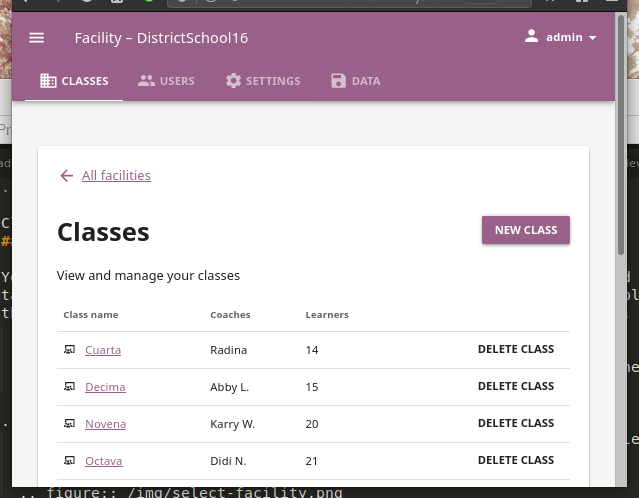 Facility – DistrictSchool16
admin
CLASSES USERS SETTINGS DATA
All facilities
Classes
NEW CLASS
View and manage your classes
Class name Coaches Learners
Cuarta Radina 14 DELETE CLASS
Decima Abby L. 15 DELETE CLASS
Novena Karry W. 20 DELETE CLASS
Octava Didi N. 21 DELETE CLASS
.. figure:: /img/select-facility.png